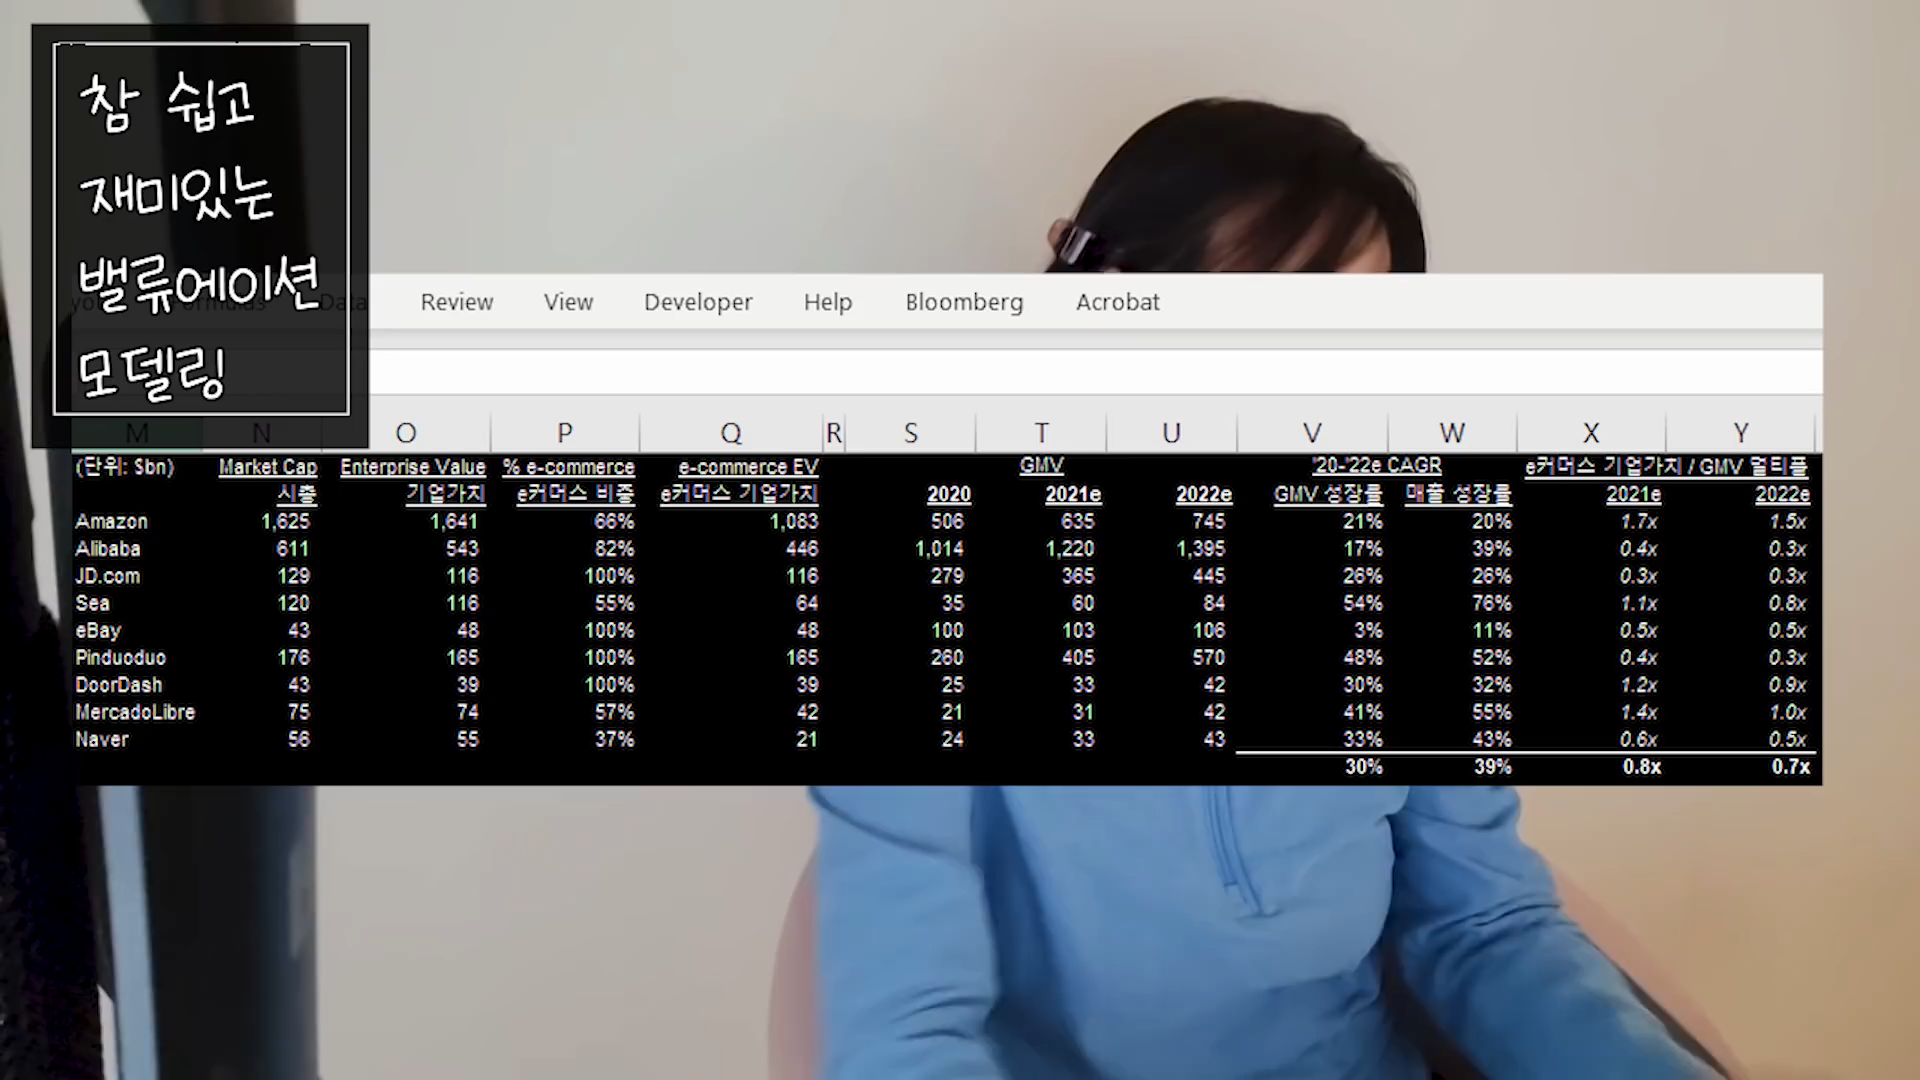 참 쉽고
재미있는
밸류에이션
모델링
Data Review View Developer Help Bloomberg Acrobat
M N O P Q R S T U V W X Y
(단위: $bn) Market Cap Enterprise Value % e-commerce e-commerce EV GMV '20-'22e CAGR e커머스 기업가치 / GMV 멀티플
시총 기업가치 e커머스 비중 e커머스 기업가치 2020 2021e 2022e GMV 성장률 매출 성장률 2021e 2022e
Amazon 1,625 1,641 66% 1,083 506 635 745 21% 20% 1.7x 1.5x
Alibaba 611 543 82% 446 1,014 1,220 1,395 17% 39% 0.4x 0.3x
JD.com 129 116 100% 116 279 365 445 26% 26% 0.3x 0.3x
Sea 120 116 55% 64 35 60 84 54% 76% 1.1x 0.8x
eBay 43 48 100% 48 100 103 106 3% 11% 0.5x 0.5x
Pinduoduo 176 165 100% 165 260 405 570 48% 52% 0.4x 0.3x
DoorDash 43 39 100% 39 25 33 42 30% 32% 1.2x 0.9x
MercadoLibre 75 74 57% 42 21 31 42 41% 55% 1.4x 1.0x
Naver 56 55 37% 21 24 33 43 33% 43% 0.6x 0.5x
30% 39% 0.8x 0.7x